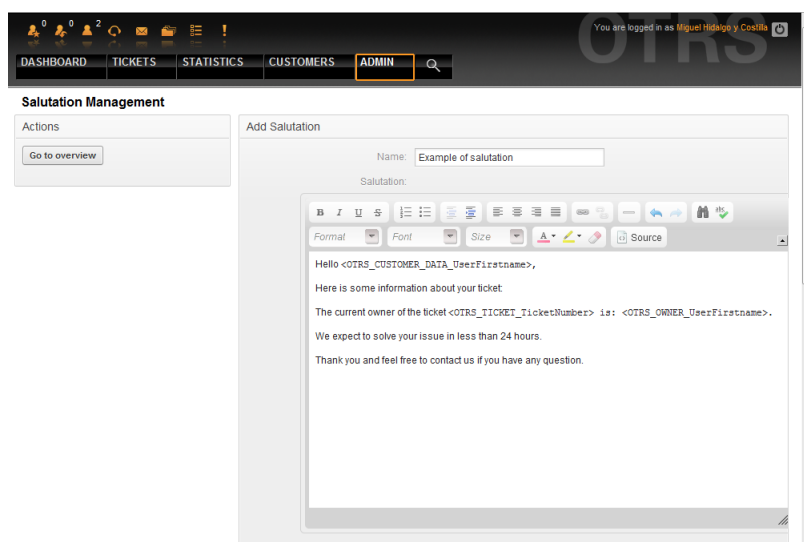 0 0 2
You are logged in as Miguel Hidalgo y Costilla
OTRS
DASHBOARD TICKETS STATISTICS CUSTOMERS ADMIN
Salutation Management
Actions
Go to overview
Add Salutation
Name: Example of salutation
Salutation:
B I U S
Format Font Size A Source
Hello <OTRS_CUSTOMER_DATA_UserFirstname>,
Here is some information about your ticket:
The current owner of the ticket <OTRS_TICKET_TicketNumber> is: <OTRS_OWNER_UserFirstname>.
We expect to solve your issue in less than 24 hours.
Thank you and feel free to contact us if you have any question.